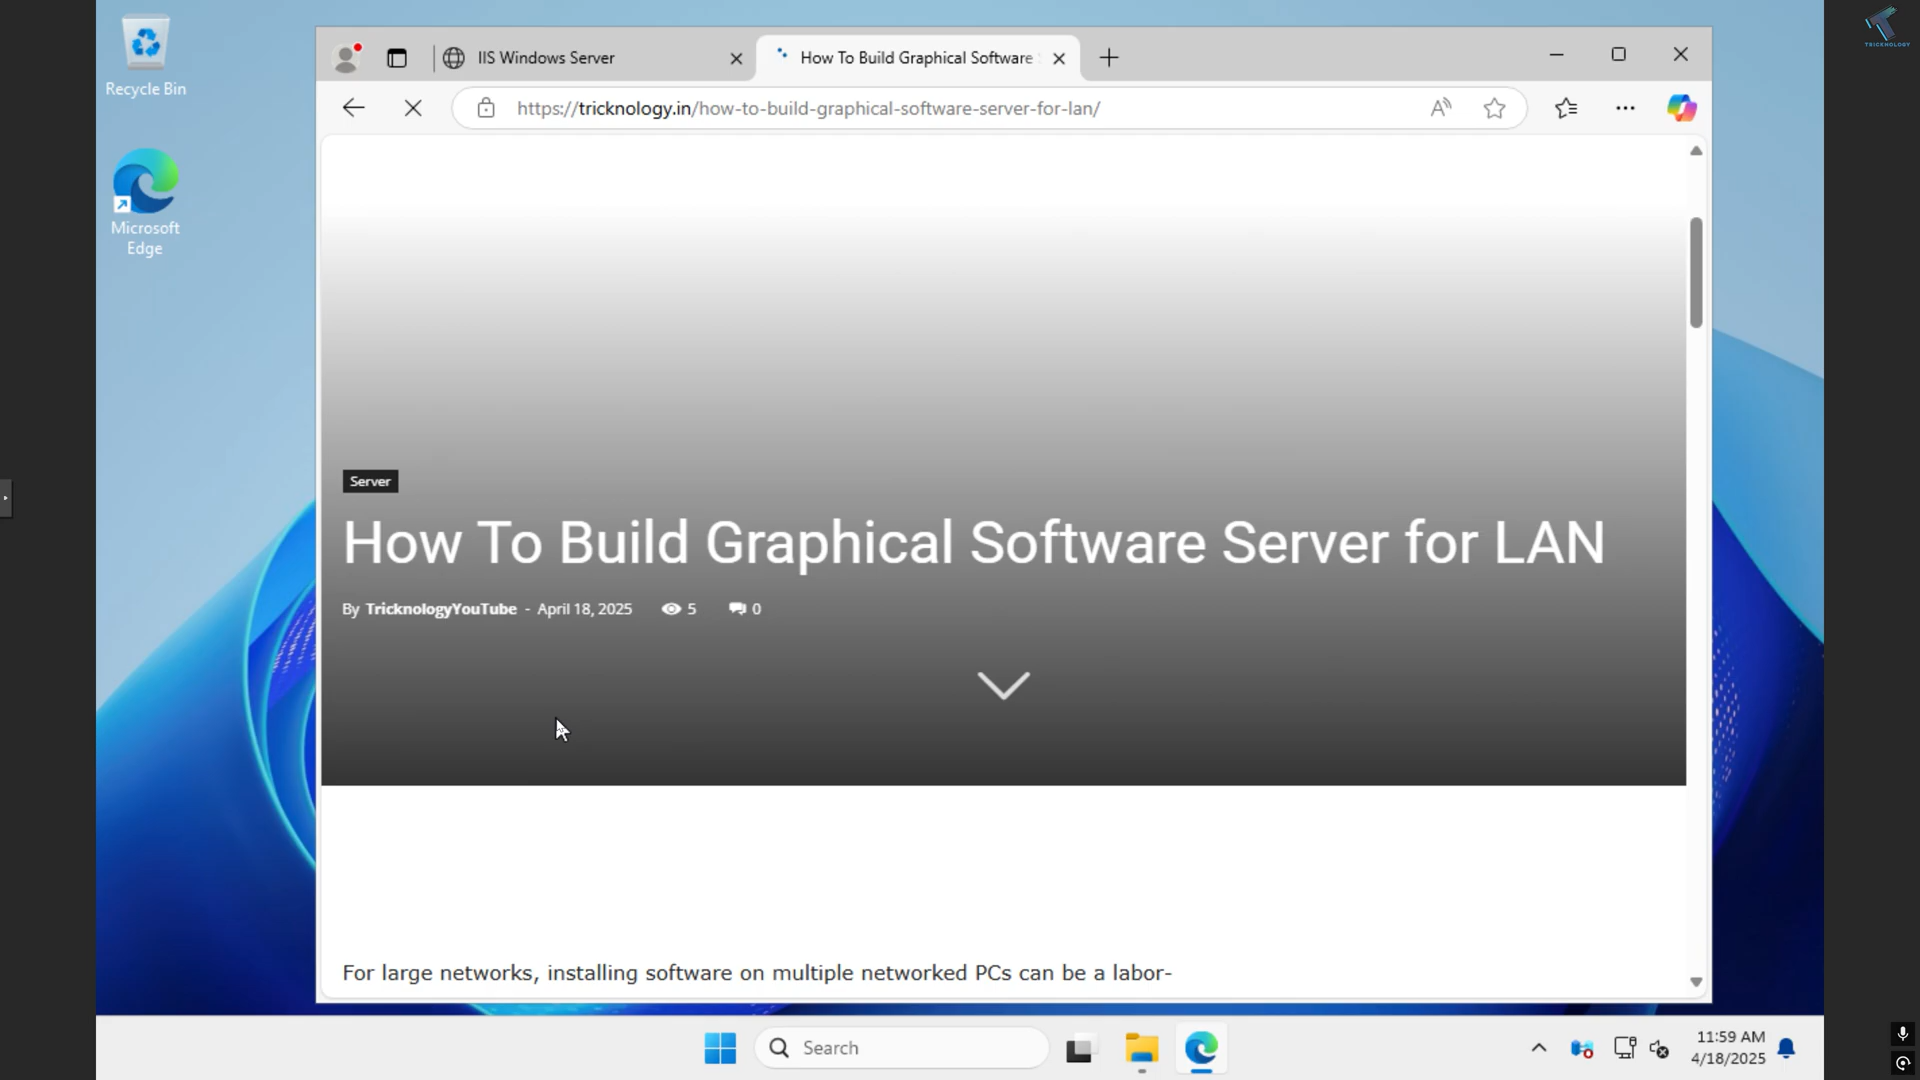 Recycle Bin
Microsoft
Edge
IIS Windows Server
How To Build Graphical Software
https://tricknology.in/how-to-build-graphical-software-server-for-lan/
Server
How To Build Graphical Software Server for LAN
By TricknologyYouTube - April 18, 2025 5 0
For large networks, installing software on multiple networked PCs can be a labor-
Search
11:59 AM
4/18/2025
TRICKNOLOGY